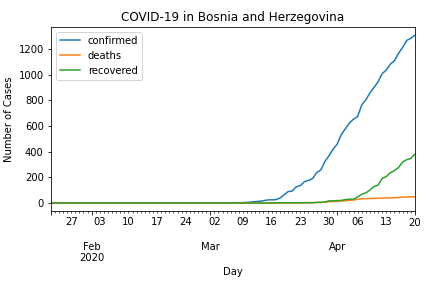 COVID-19 in Bosnia and Herzegovina
confirmed
deaths
recovered
Number of Cases
1200
1000
800
600
400
200
0
27 03 10 17 24 02 09 16 23 30 06 13 20
Feb Mar Apr
2020
Day